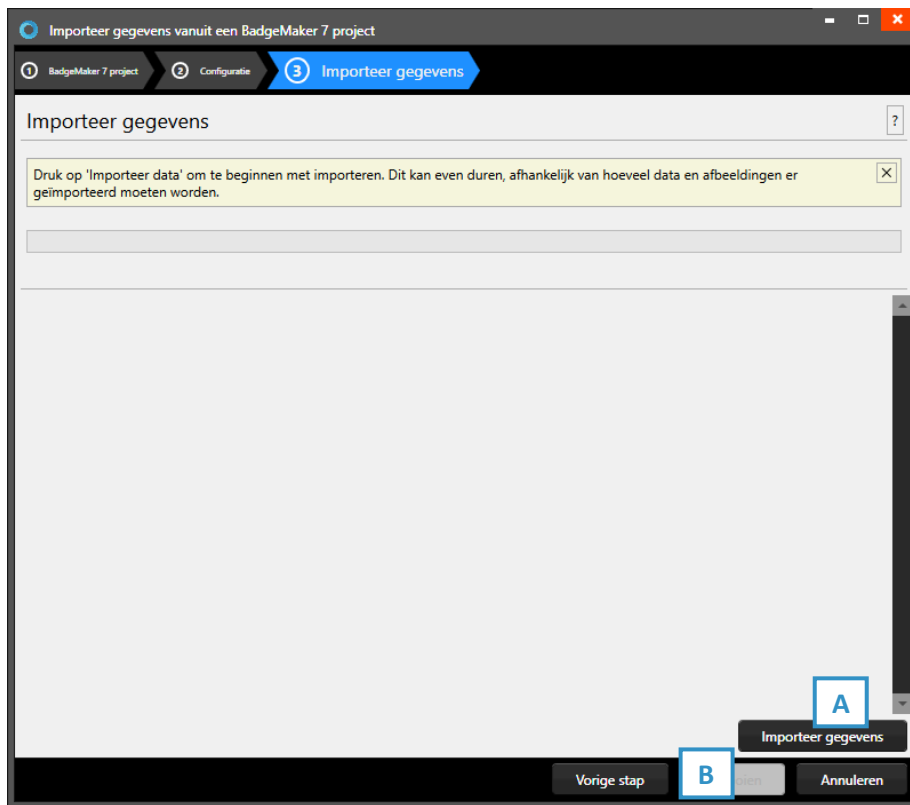 Importeer gegevens vanuit een BadgeMaker 7 project
1 BadgeMaker 7 project 2 Configuratie 3 Importeer gegevens
Importeer gegevens ?
Druk op 'Importeer data' om te beginnen met importeren. Dit kan even duren, afhankelijk van hoeveel data en afbeeldingen er
geïmporteerd moeten worden.
A
Importeer gegevens
Vorige stap B Annuleren